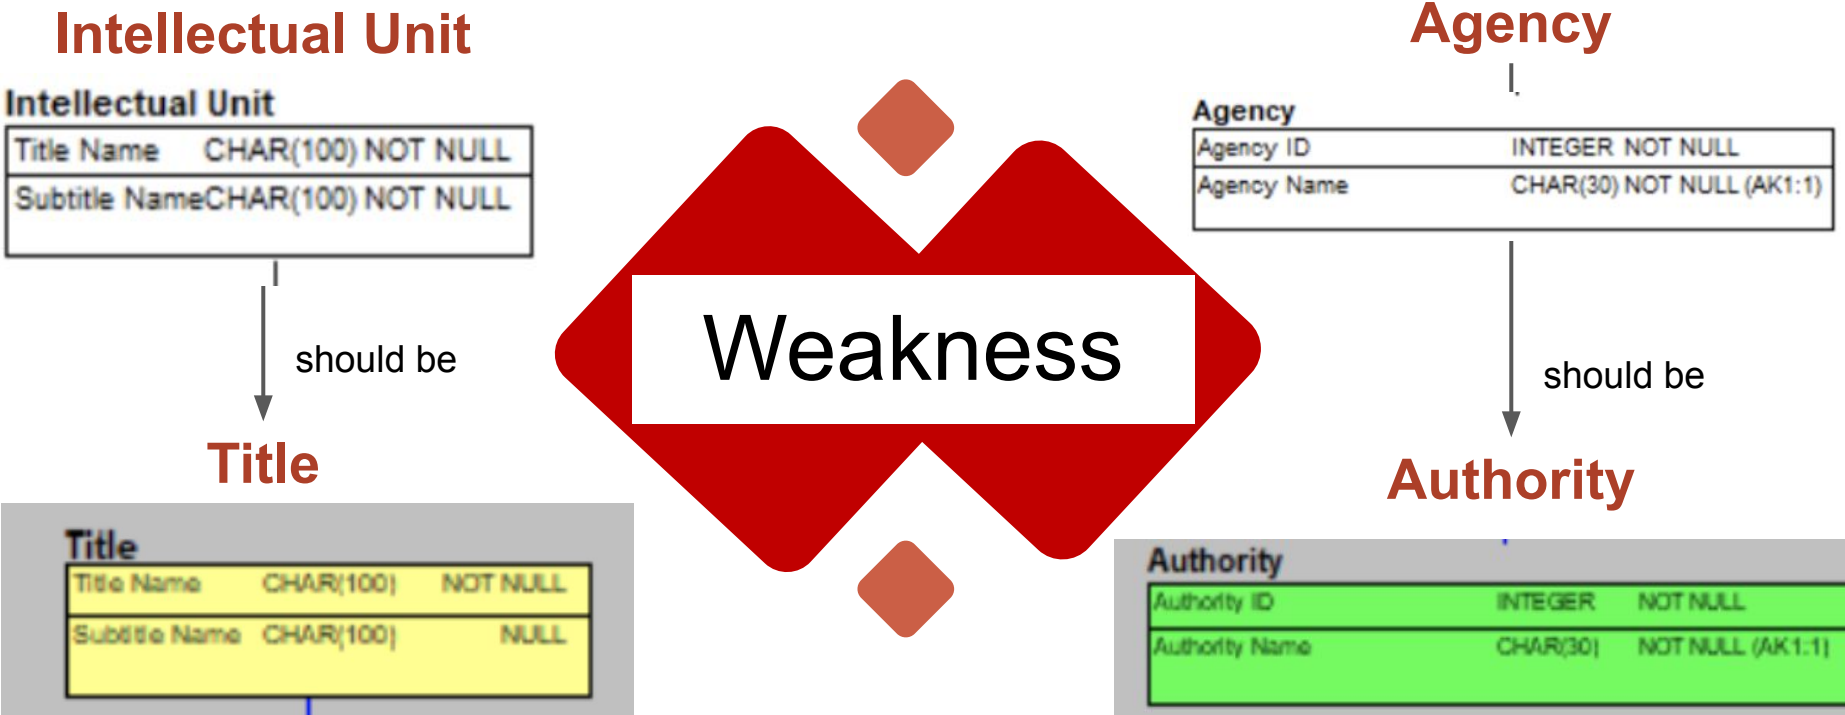 Intellectual Unit
Intellectual Unit
Title Name CHAR(100) NOT NULL
Subtitle NameCHAR(100) NOT NULL
should be
Title
Title
Title Name CHAR(100) NOT NULL
Subtitle Name CHAR(100) NULL
Weakness
Agency
Agency
Agency ID INTEGER NOT NULL
Agency Name CHAR(30) NOT NULL (AK1:1)
should be
Authority
Authority
Authority ID INTEGER NOT NULL
Authority Name CHAR(30) NOT NULL (AK1:1)